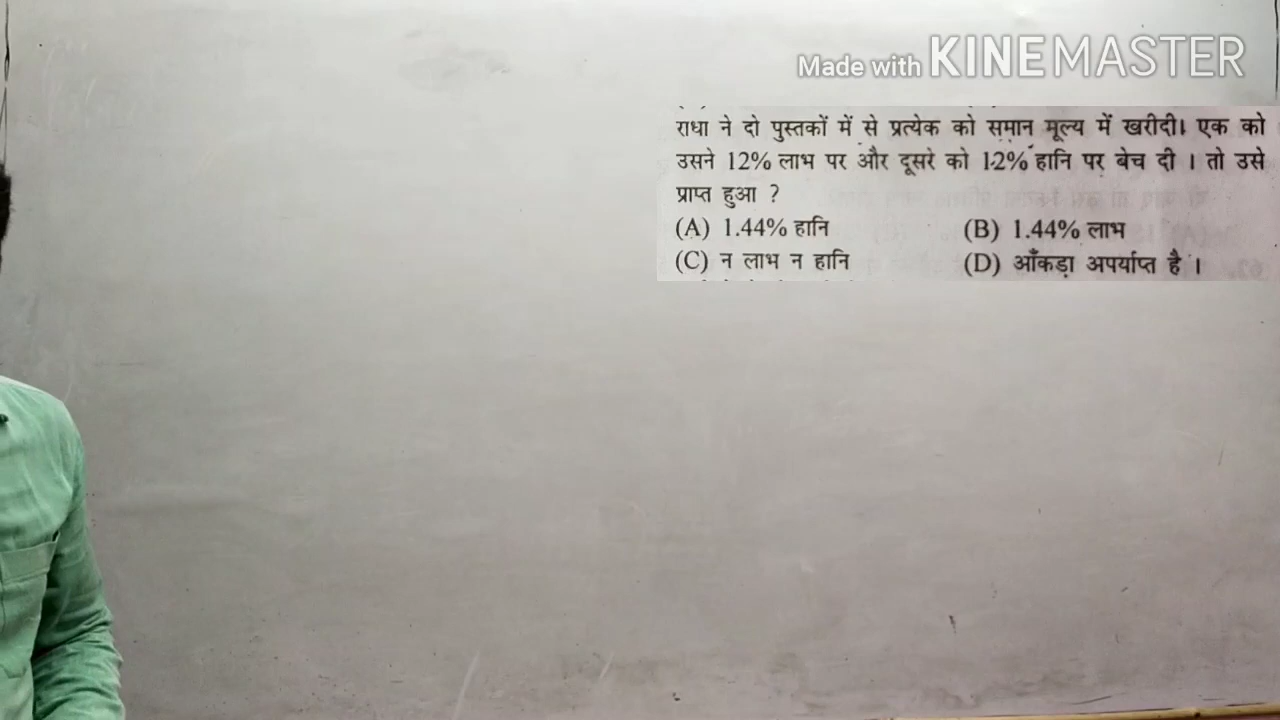 Made with KINEMASTER
राधा ने दो पुस्तकों में से प्रत्येक को समान मूल्य में खरीदी। एक को
उसने 12% लाभ पर और दूसरे को 12% हानि पर बेच दी । तो उसे
प्राप्त हुआ ?
(A) 1.44% हानि (B) 1.44% लाभ
(C) न लाभ न हानि (D) आँकड़ा अपर्याप्त है ।